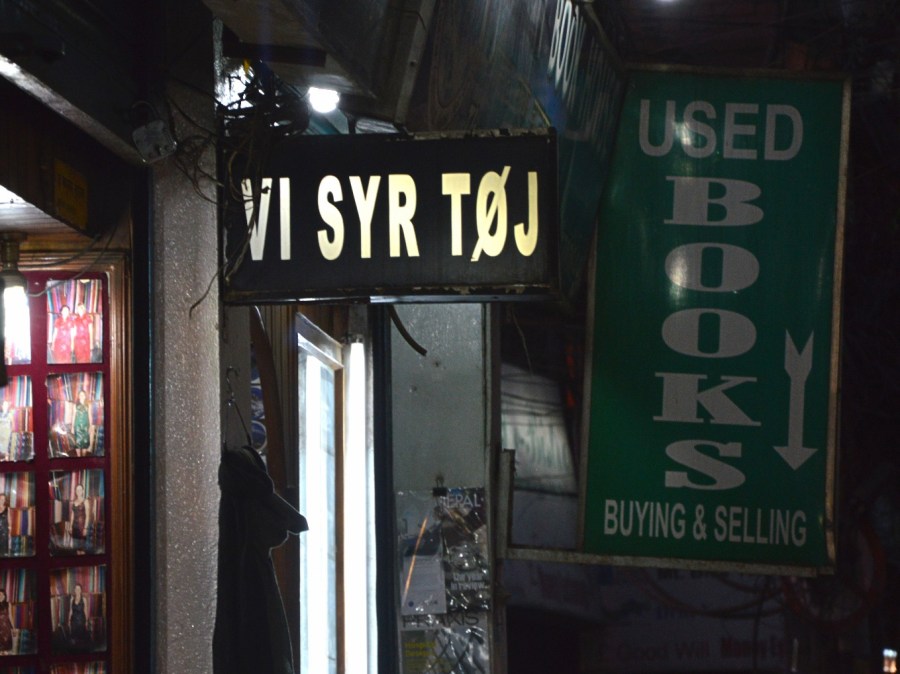 VI SYR TØJ
USED
BOOKS
BUYING & SELLING